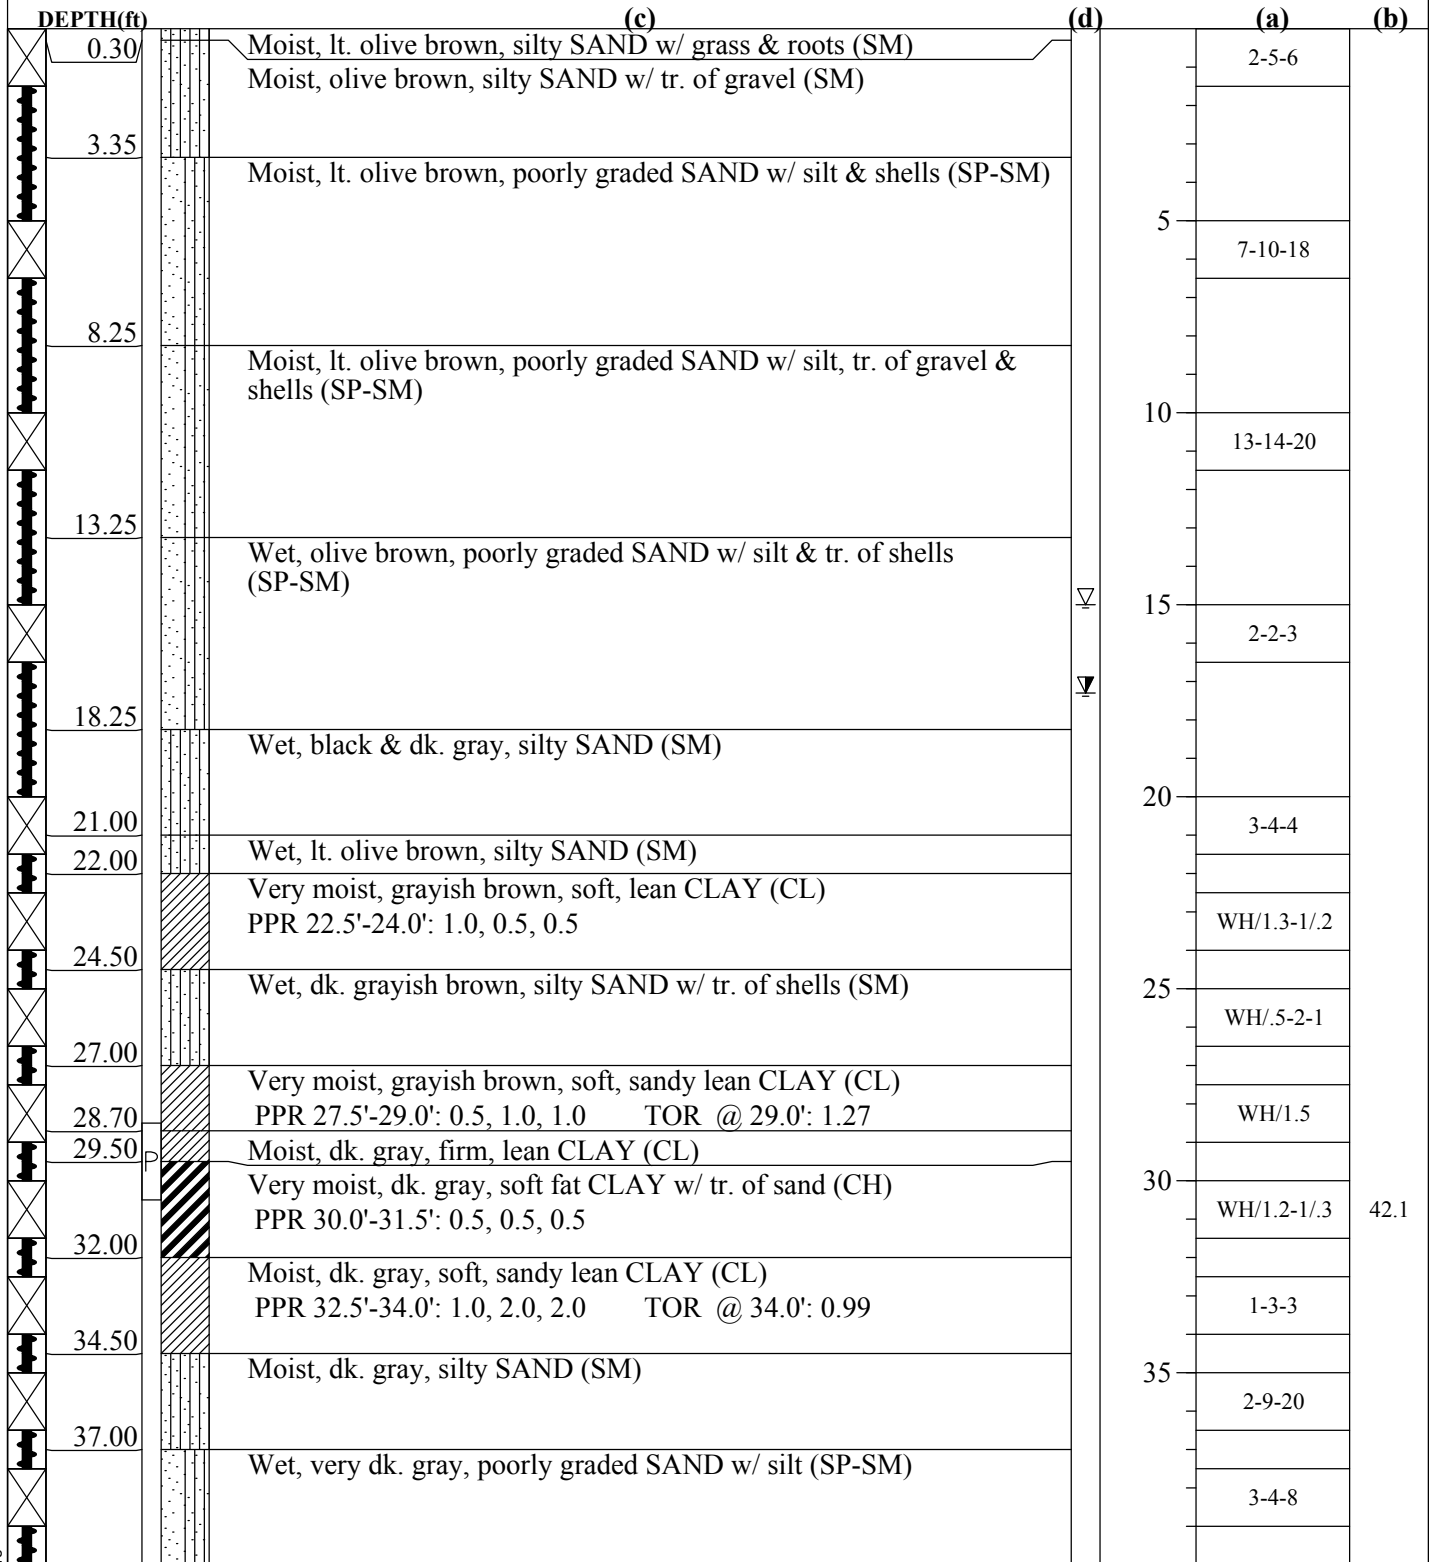 DEPTH(ft) (c) (d) (a) (b)
0.30 Moist, lt. olive brown, silty SAND w/ grass & roots (SM) 2-5-6
Moist, olive brown, silty SAND w/ tr. of gravel (SM)
3.35
Moist, lt. olive brown, poorly graded SAND w/ silt & shells (SP-SM)
5
7-10-18
8.25
Moist, lt. olive brown, poorly graded SAND w/ silt, tr. of gravel &
shells (SP-SM)
10
13-14-20
13.25
Wet, olive brown, poorly graded SAND w/ silt & tr. of shells
(SP-SM)
15
2-2-3
18.25
Wet, black & dk. gray, silty SAND (SM)
20
21.00 3-4-4
Wet, lt. olive brown, silty SAND (SM)
22.00
Very moist, grayish brown, soft, lean CLAY (CL)
PPR 22.5'-24.0': 1.0, 0.5, 0.5 WH/1.3-1/.2
24.50
Wet, dk. grayish brown, silty SAND w/ tr. of shells (SM)
25
WH/.5-2-1
27.00
Very moist, grayish brown, soft, sandy lean CLAY (CL)
28.70 PPR 27.5'-29.0': 0.5, 1.0, 1.0 TOR @ 29.0': 1.27 WH/1.5
29.50 Moist, dk. gray, firm, lean CLAY (CL)
P
Very moist, dk. gray, soft fat CLAY w/ tr. of sand (CH) 30
PPR 30.0'-31.5': 0.5, 0.5, 0.5 WH/1.2-1/.3 42.1
32.00
Moist, dk. gray, soft, sandy lean CLAY (CL)
PPR 32.5'-34.0': 1.0, 2.0, 2.0 TOR @ 34.0': 0.99 1-3-3
34.50
Moist, dk. gray, silty SAND (SM) 35
2-9-20
37.00
Wet, very dk. gray, poorly graded SAND w/ silt (SP-SM)
3-4-8